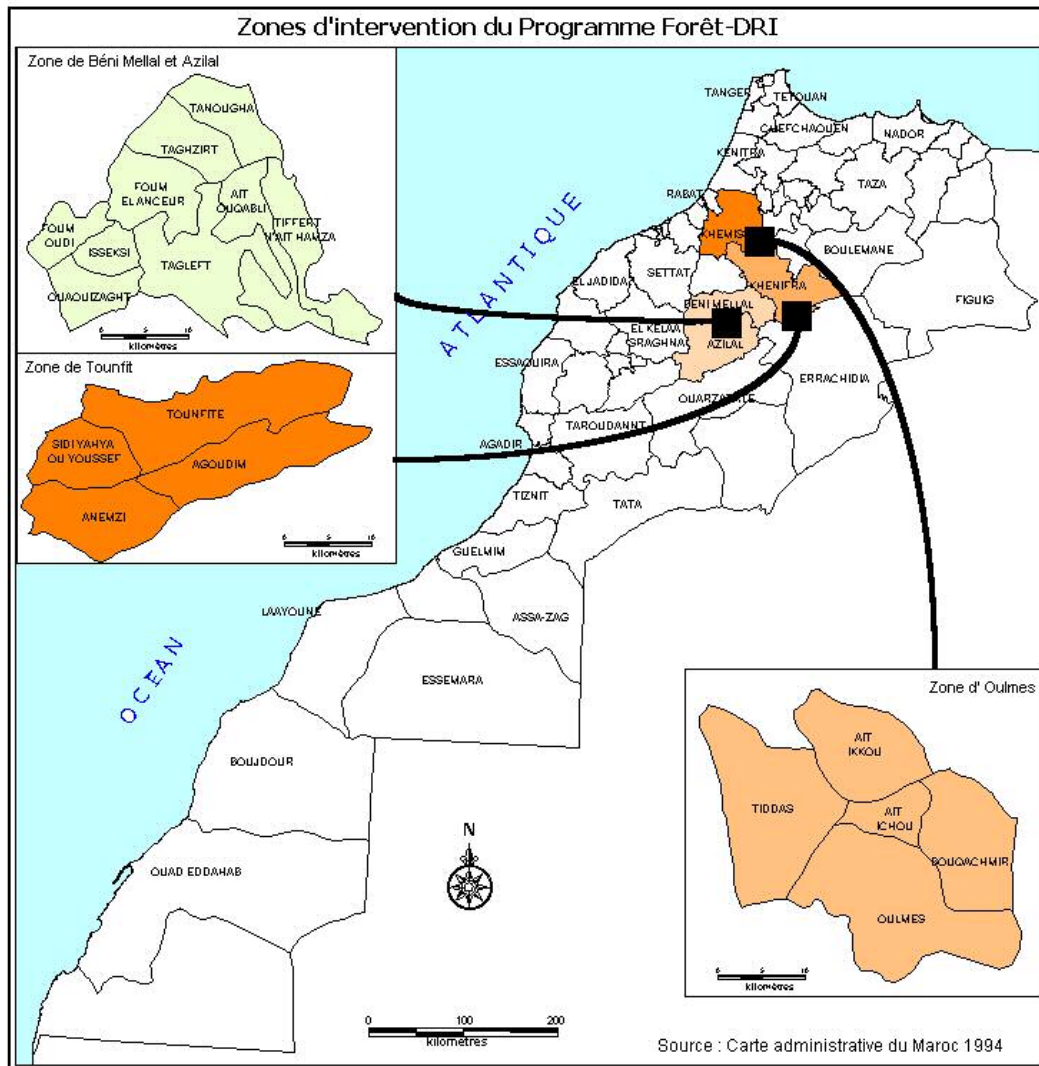 Zones d'intervention du Programme Forêt-DRI
Zone de Béni Mellal et Azilal
TANOUGHA
TAGHZIRT
FOUM
EL ANCEUR
AIT
OUQABLI
TIFFERT
N'AIT HAMZA
FOUM
OUDI
ISSEKSI
TAGLEFT
OUAOUIZAGHT
kilomètres
Zone de Tounfit
TOUNFITE
SIDI YAHYA
OU YOUSSEF
AGOUDIM
ANEMZI
kilomètres
TANGER
TETOUAN
CHEFCHAOUEN
NADOR
KENITRA
TAZA
RABAT
BOULEMANE
SETTAT
KHENIFRA
EL JADIDA
FIGUIG
BENI MELLAL
EL KELAA
SRAGHNA
AZILAL
ESSAOUIRA
ERRACHIDIA
TAROUDANNT
AGADIR
TIZNIT
TATA
GUELMIM
LAAYOUNE
ASSA-ZAG
ESSEMARA
BOUJDOUR
OUAD EDDAHAB
OCEAN ATLANTIQUE
N
0 100 200
kilomètres
Zone d' Oulmes
AIT
IKKOU
TIDDAS
AIT
ICHOU
BOUQACHMIR
OULMES
kilomètres
Source : Carte administrative du Maroc 1994